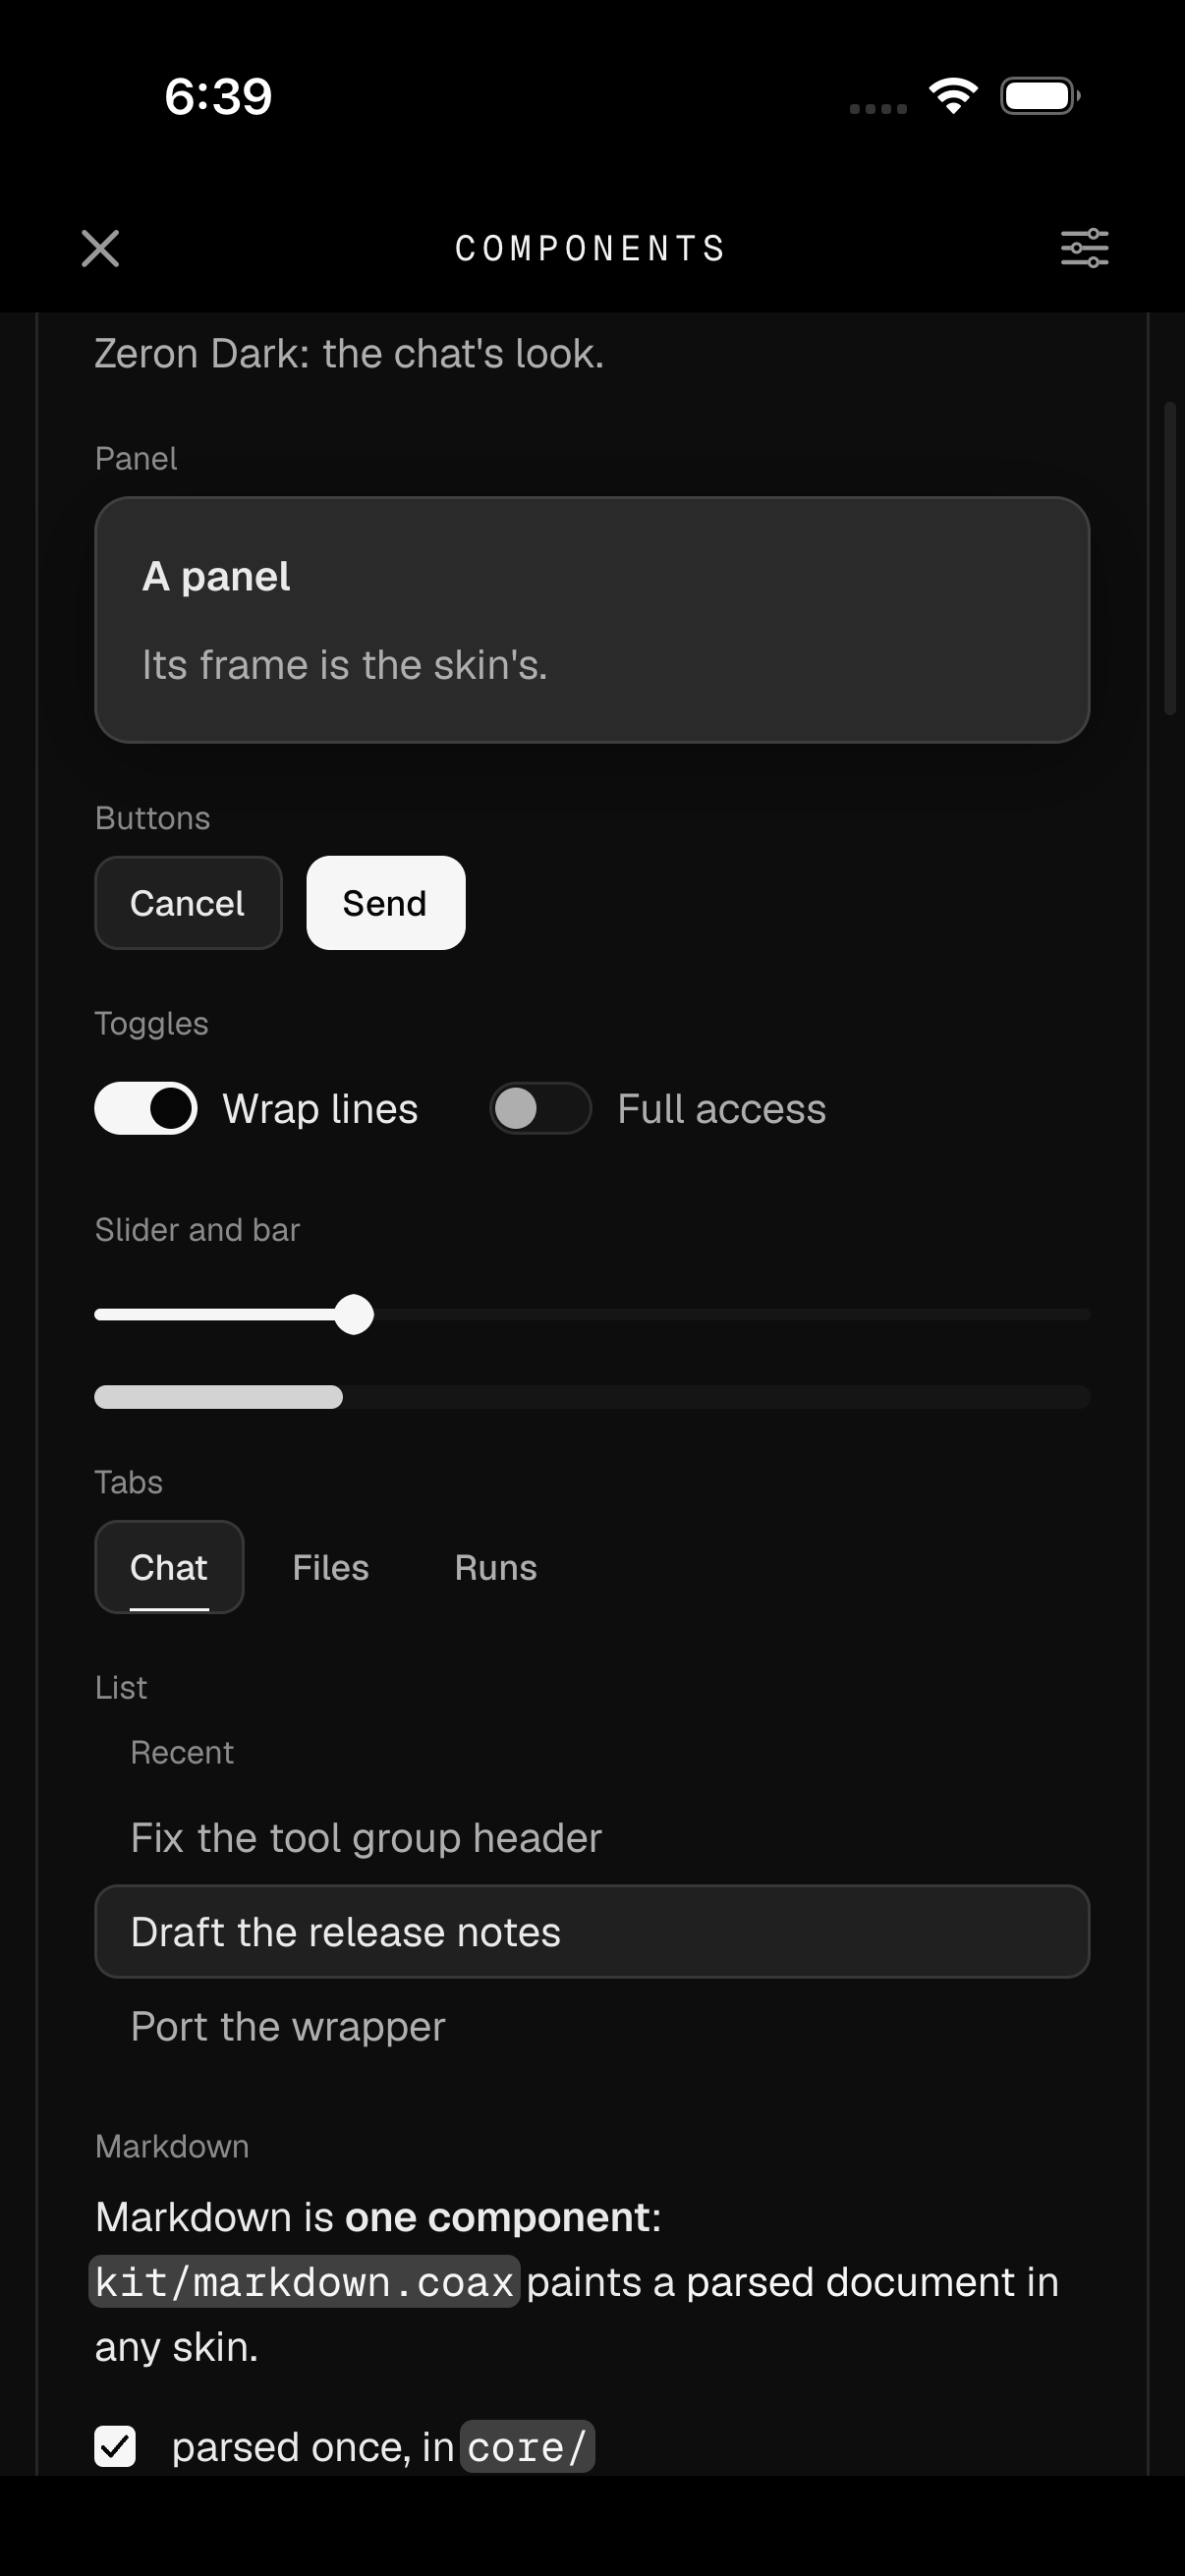 6:39
COMPONENTS
Zeron Dark: the chat's look.
Panel
A panel
Its frame is the skin's.
Buttons
Cancel Send
Toggles
Wrap lines Full access
Slider and bar
Tabs
Chat Files Runs
List
Recent
Fix the tool group header
Draft the release notes
Port the wrapper
Markdown
Markdown is one component:
kit/markdown.coax paints a parsed document in
any skin.
parsed once, in core/